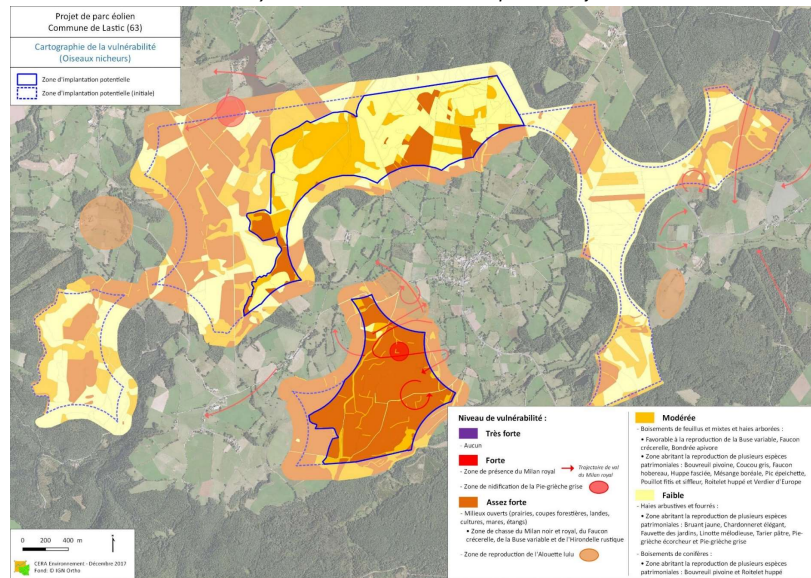 Projet de parc éolien
Commune de Lastic (63)
Cartographie de la vulnérabilité
(Oiseaux nicheurs)
Zone d'implantation potentielle
Zone d'implantation potentielle (initiale)
0 200 400 m
CERA Environnement - Décembre 2017
Fond: © IGN Ortho
Niveau de vulnérabilité :
Très forte
- Aucun
Forte
- Zone de présence du Milan royal
Trajectoire de vol
du Milan royal
- Zone de nidification de la Pie-grièche grise
Assez forte
- Milieux ouverts (prairies, coupes forestières, landes,
cultures, mares, étangs)
• Zone de chasse du Milan noir et royal, du Faucon
crécerelle, de la Buse variable et de l'Hirondelle rustique
- Zone de reproduction de l'Alouette lulu
Modérée
- Boisements de feuillus et mixtes et haies arborées :
• Favorable à la reproduction de la Buse variable, Faucon
crécerelle, Bondrée apivore
• Zone abritant la reproduction de plusieurs espèces
patrimoniales : Bouvreuil pivoine, Coucou gris, Faucon
hobereau, Huppe fasciée, Mésange boréale, Pic épeichette,
Pouillot fitis et siffleur, Roitelet huppé et Verdier d'Europe
Faible
- Haies arbustives et fourrés :
• Zone abritant la reproduction de plusieurs espèces
patrimoniales : Bruant jaune, Chardonneret élégant,
Fauvette des jardins, Linotte mélodieuse, Tarier pâtre, Pie-
grièche écorcheur et Pie-grièche grise
- Boisements de conifères :
• Zone abritant la reproduction de plusieurs espèces
patrimoniales : Bouvreuil pivoine et Roitelet huppé